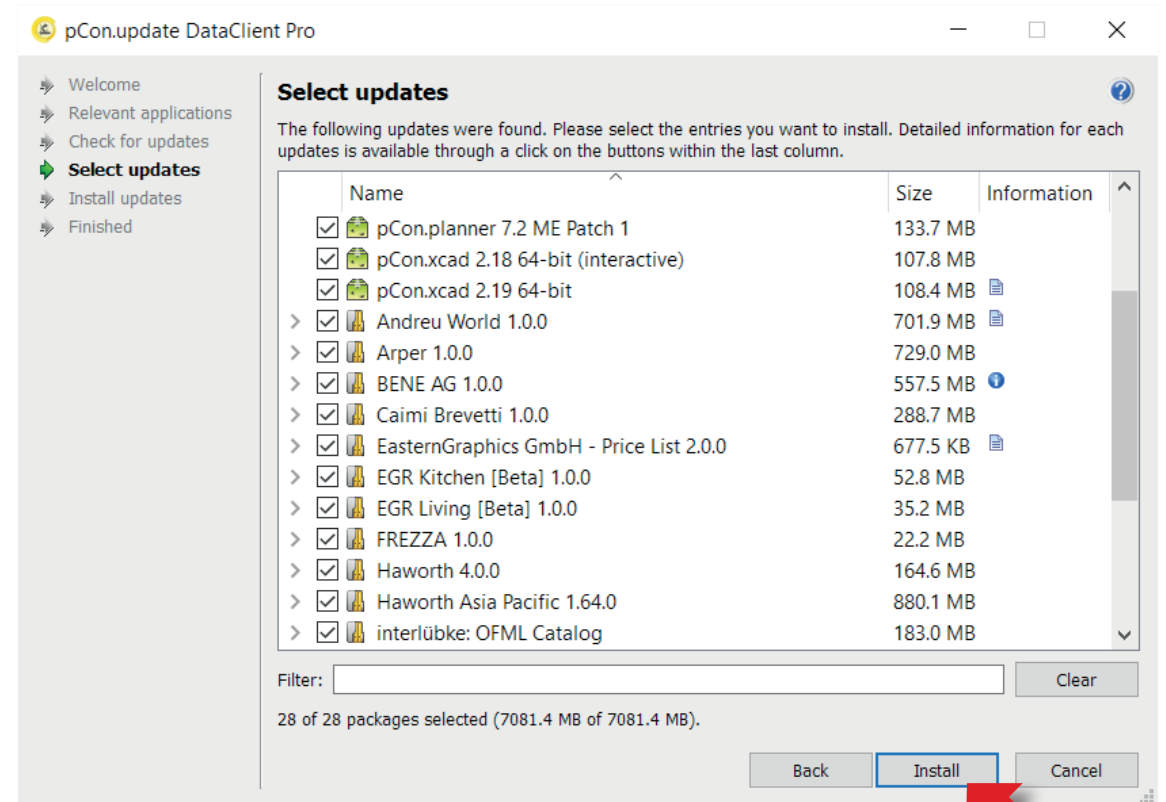 pCon.update DataClient Pro
Welcome
Relevant applications
Check for updates
Select updates
Install updates
Finished
Select updates
The following updates were found. Please select the entries you want to install. Detailed information for each
updates is available through a click on the buttons within the last column.
Name Size Information
pCon.planner 7.2 ME Patch 1 133.7 MB
pCon.xcad 2.18 64-bit (interactive) 107.8 MB
pCon.xcad 2.19 64-bit 108.4 MB
Andreu World 1.0.0 701.9 MB
Arper 1.0.0 729.0 MB
BENE AG 1.0.0 557.5 MB
Caimi Brevetti 1.0.0 288.7 MB
EasternGraphics GmbH - Price List 2.0.0 677.5 KB
EGR Kitchen [Beta] 1.0.0 52.8 MB
EGR Living [Beta] 1.0.0 35.2 MB
FREZZA 1.0.0 22.2 MB
Haworth 4.0.0 164.6 MB
Haworth Asia Pacific 1.64.0 880.1 MB
interlübke: OFML Catalog 183.0 MB
Filter: Clear
28 of 28 packages selected (7081.4 MB of 7081.4 MB).
Back Install Cancel